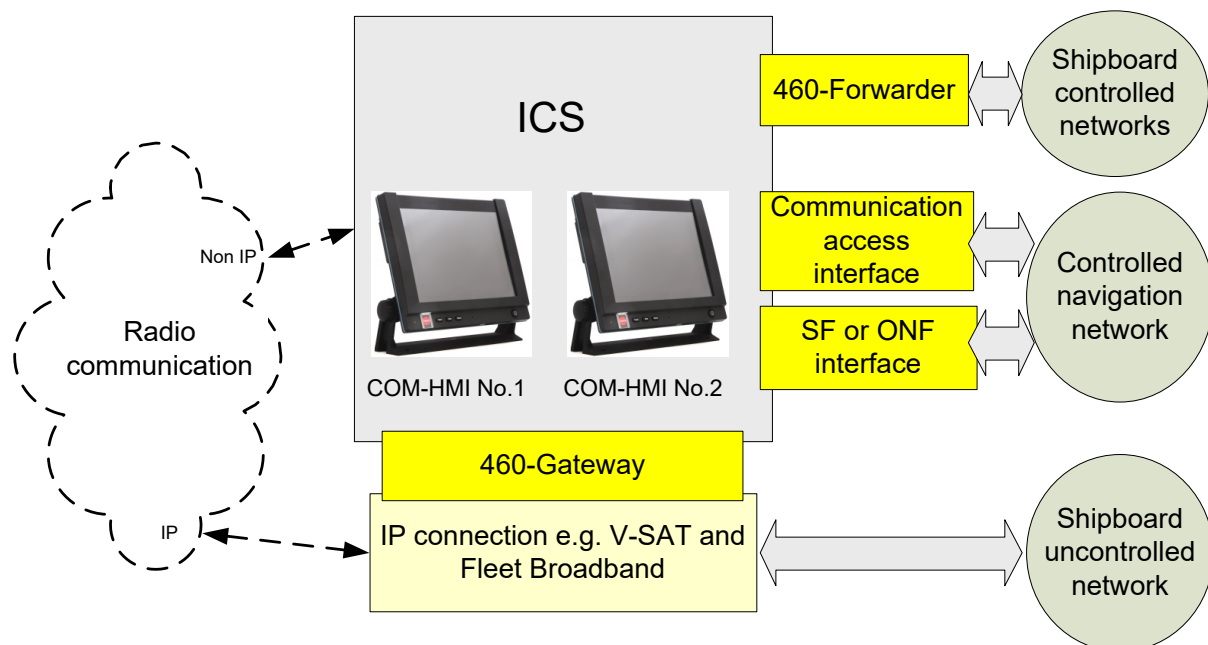 ICS
460-Forwarder
Shipboard
controlled
networks
Communication
access
interface
Controlled
navigation
network
SF or ONF
interface
Non IP
Radio
communication
COM-HMI No.1
COM-HMI No.2
460-Gateway
IP
IP connection e.g. V-SAT and
Fleet Broadband
Shipboard
uncontrolled
network